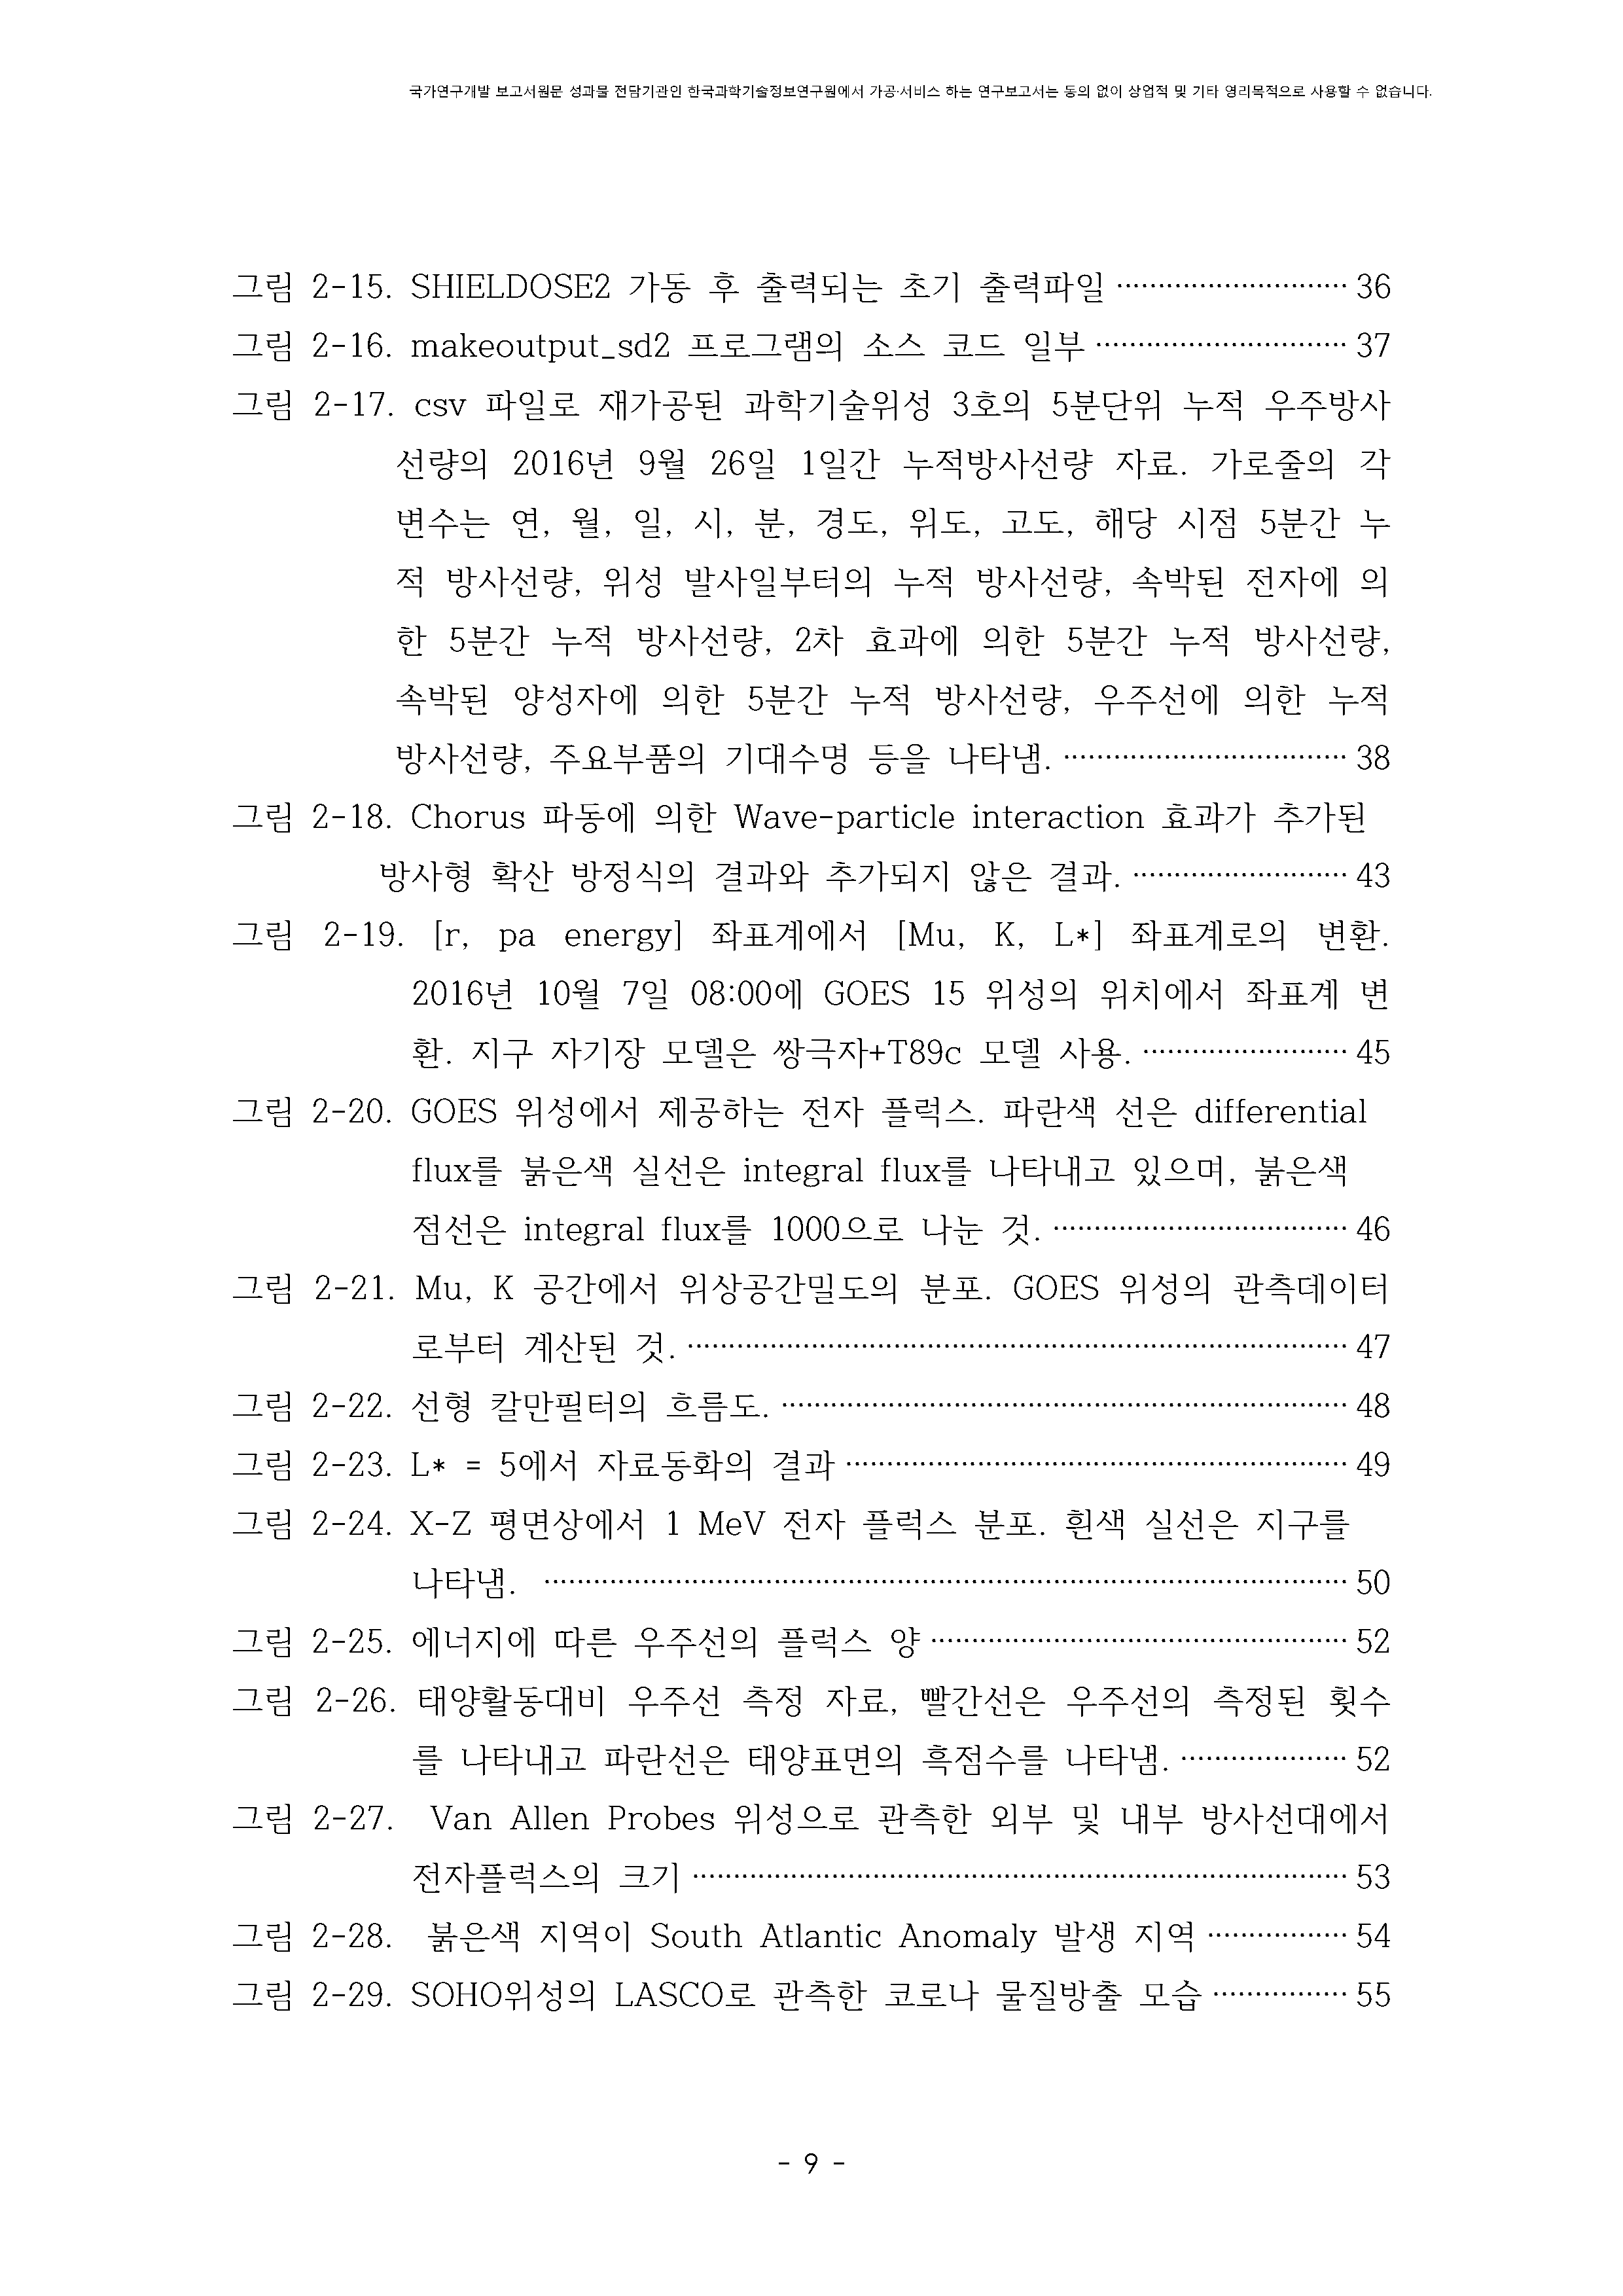 국가연구개발 보고서원문 성과물 전담기관인 한국과학기술정보연구원에서 가공·서비스 하는 연구보고서는 동의 없이 상업적 및 기타 영리목적으로 사용할 수 없습니다.
그림 2-15. SHIELDOSE2 가동 후 출력되는 초기 출력파일 ···························· 36
그림 2-16. makeoutput_sd2 프로그램의 소스 코드 일부 ······························ 37
그림 2-17. csv 파일로 재가공된 과학기술위성 3호의 5분단위 누적 우주방사
선량의 2016년 9월 26일 1일간 누적방사선량 자료. 가로줄의 각
변수는 연, 월, 일, 시, 분, 경도, 위도, 고도, 해당 시점 5분간 누
적 방사선량, 위성 발사일부터의 누적 방사선량, 속박된 전자에 의
한 5분간 누적 방사선량, 2차 효과에 의한 5분간 누적 방사선량,
속박된 양성자에 의한 5분간 누적 방사선량, 우주선에 의한 누적
방사선량, 주요부품의 기대수명 등을 나타냄. ·································· 38
그림 2-18. Chorus 파동에 의한 Wave-particle interaction 효과가 추가된
방사형 확산 방정식의 결과와 추가되지 않은 결과. ·························· 43
그림 2-19. [r, pa energy] 좌표계에서 [Mu, K, L*] 좌표계로의 변환.
2016년 10월 7일 08:00에 GOES 15 위성의 위치에서 좌표계 변
환. 지구 자기장 모델은 쌍극자+T89c 모델 사용. ························· 45
그림 2-20. GOES 위성에서 제공하는 전자 플럭스. 파란색 선은 differential
flux를 붉은색 실선은 integral flux를 나타내고 있으며, 붉은색
점선은 integral flux를 1000으로 나눈 것. ··································· 46
그림 2-21. Mu, K 공간에서 위상공간밀도의 분포. GOES 위성의 관측데이터
로부터 계산된 것. ················································································ 47
그림 2-22. 선형 칼만필터의 흐름도. ····································································· 48
그림 2-23. L* = 5에서 자료동화의 결과 ····························································· 49
그림 2-24. X-Z 평면상에서 1 MeV 전자 플럭스 분포. 흰색 실선은 지구를
나타냄. ·································································································· 50
그림 2-25. 에너지에 따른 우주선의 플럭스 양 ·················································· 52
그림 2-26. 태양활동대비 우주선 측정 자료, 빨간선은 우주선의 측정된 횟수
를 나타내고 파란선은 태양표면의 흑점수를 나타냄. ···················· 52
그림 2-27. Van Allen Probes 위성으로 관측한 외부 및 내부 방사선대에서
전자플럭스의 크기 ················································································ 53
그림 2-28. 붉은색 지역이 South Atlantic Anomaly 발생 지역 ················· 54
그림 2-29. SOHO위성의 LASCO로 관측한 코로나 물질방출 모습 ················ 55
- 9 -